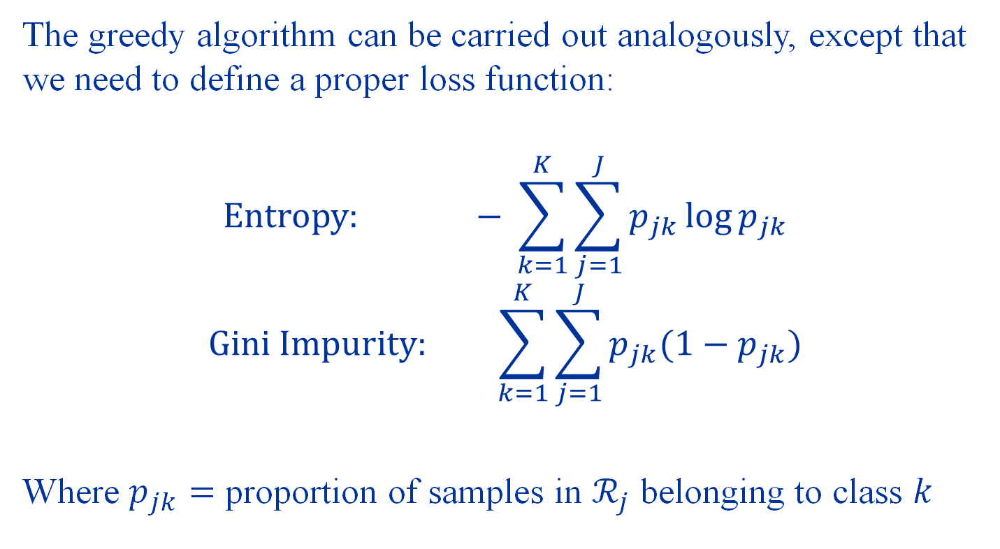 The greedy algorithm can be carried out analogously, except that
we need to define a proper loss function:
Entropy: $-\sum_{k=1}^{K}\sum_{j=1}^{J} p_{jk} \log p_{jk}$
Gini Impurity: $\sum_{k=1}^{K}\sum_{j=1}^{J} p_{jk}(1 - p_{jk})$
Where $p_{jk}$ = proportion of samples in $\mathcal{R}_j$ belonging to class $k$